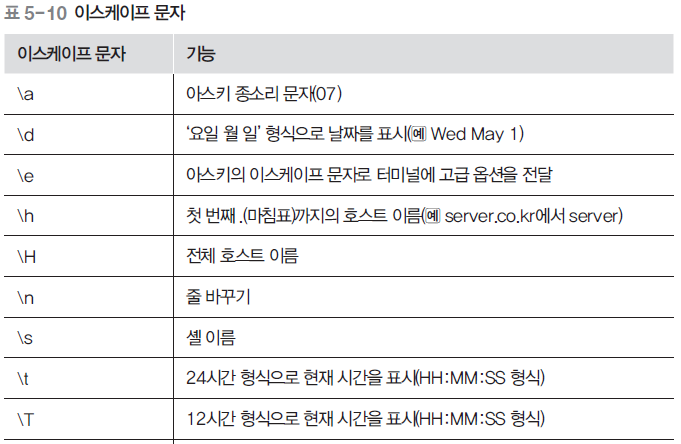 표 5-10 이스케이프 문자
이스케이프 문자 기능
\a 아스키 종소리 문자(07)
\d ‘요일 월 일’ 형식으로 날짜를 표시(예 Wed May 1)
\e 아스키의 이스케이프 문자로 터미널에 고급 옵션을 전달
\h 첫 번째 .(마침표)까지의 호스트 이름(예 server.co.kr에서 server)
\H 전체 호스트 이름
\n 줄 바꾸기
\s 셸 이름
\t 24시간 형식으로 현재 시간을 표시(HH:MM:SS 형식)
\T 12시간 형식으로 현재 시간을 표시(HH:MM:SS 형식)